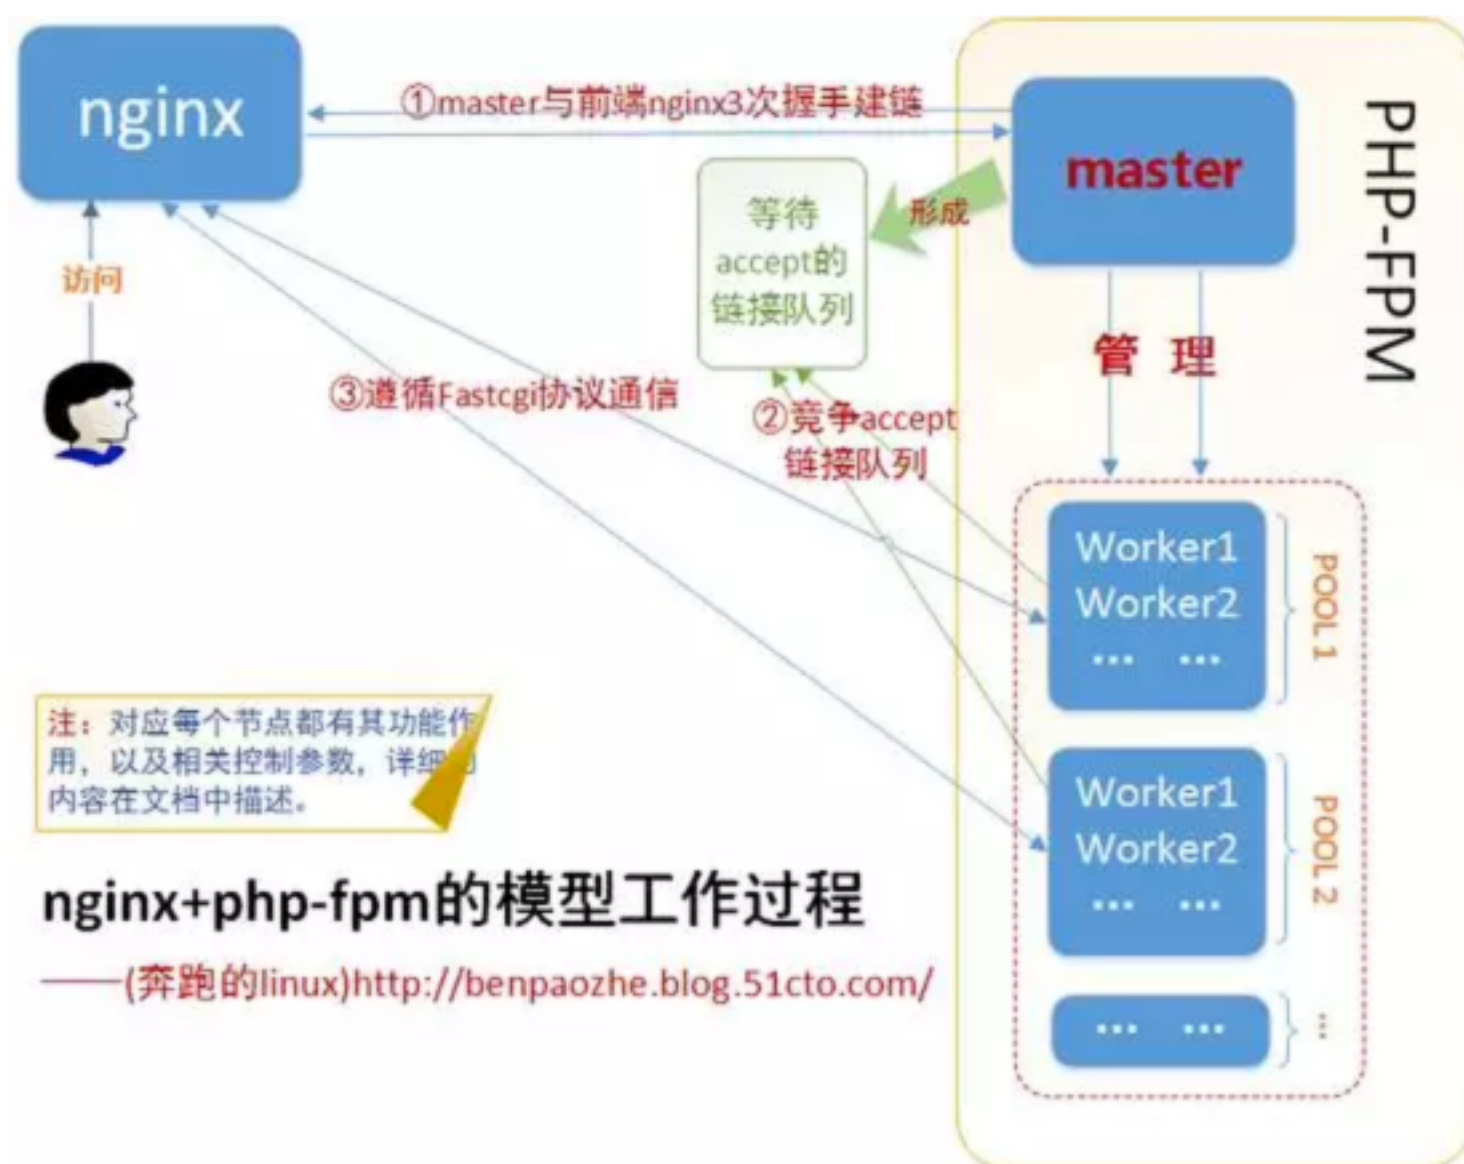 nginx
①master与前端nginx3次握手建链
master
PHP-FPM
等待
accept的
链接队列
形成
访问
管 理
③遵循Fastcgi协议通信
②竞争accept
链接队列
Worker1
Worker2
... ...
POOL 1
Worker1
Worker2
... ...
POOL 2
... ...
...
注：对应每个节点都有其功能作
用，以及相关控制参数，详细
内容在文档中描述。
nginx+php-fpm的模型工作过程
——(奔跑的linux)http://benpaozhe.blog.51cto.com/